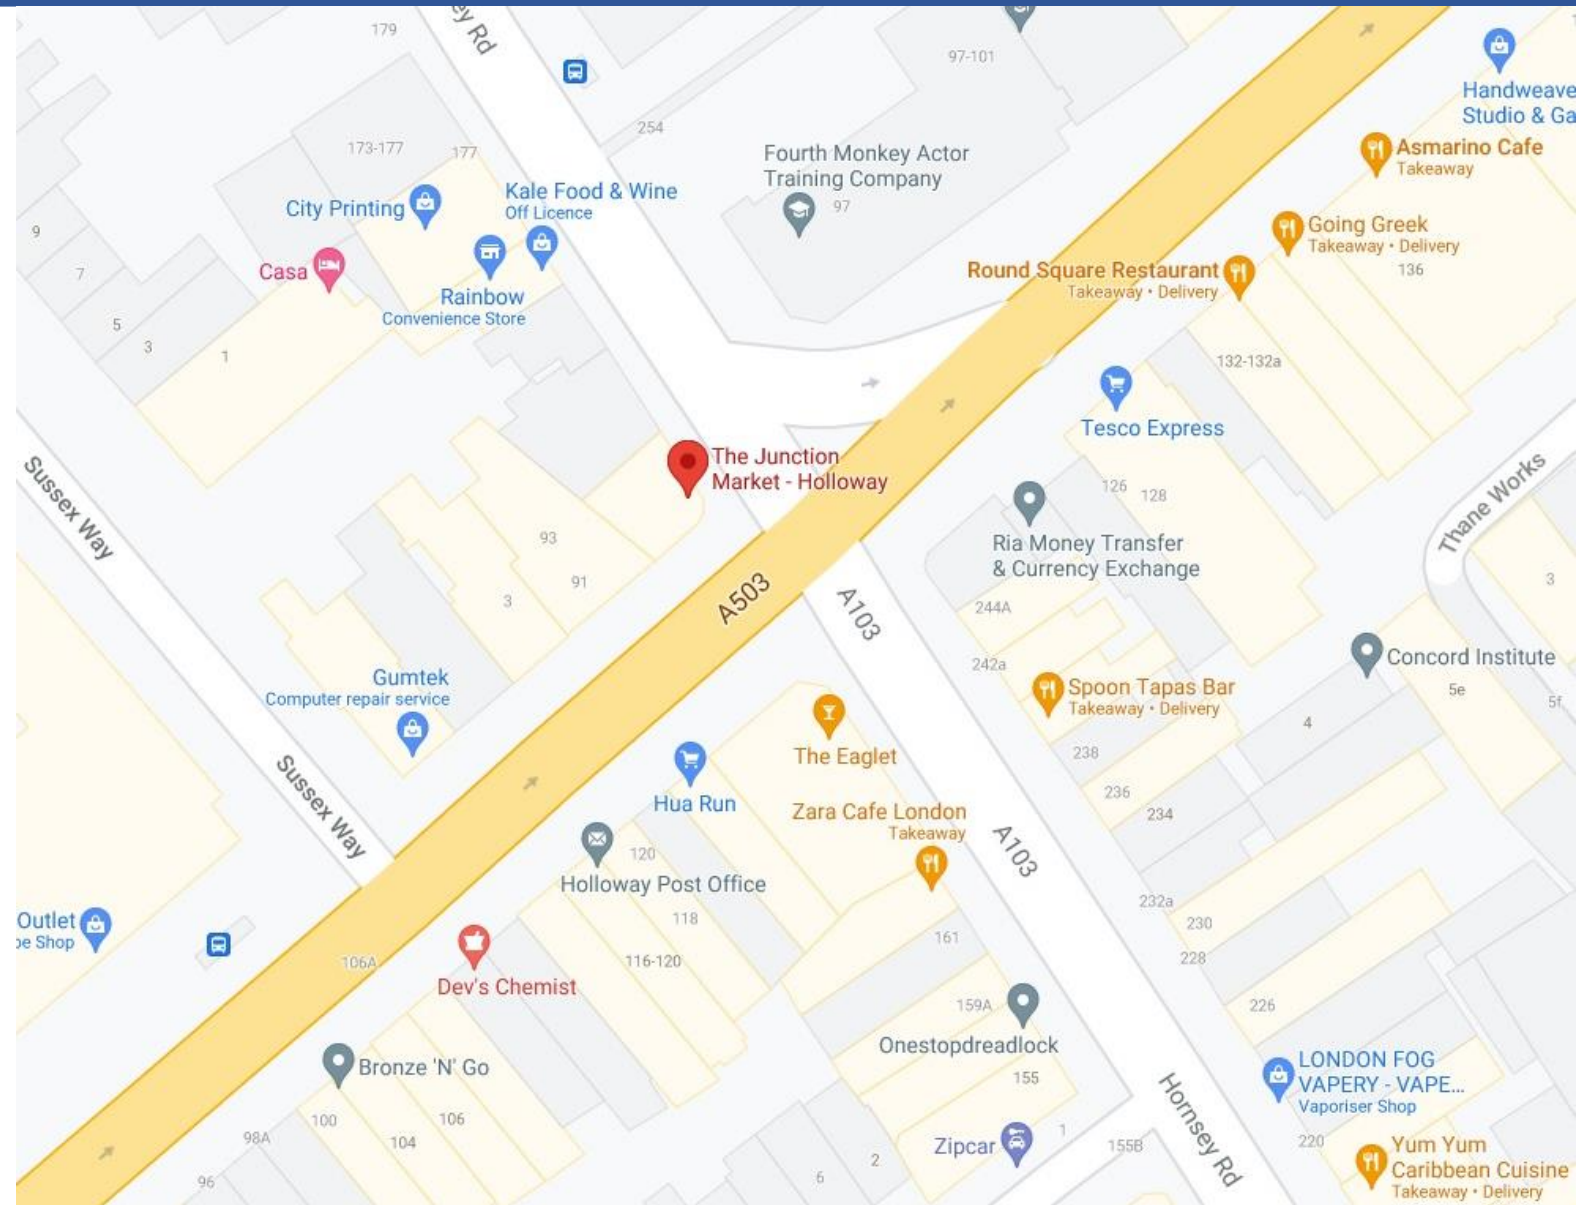 179
ey Rd
97-101
Handweave
Studio & Ga
254
173-177
177
Fourth Monkey Actor
Training Company
97
Asmarino Cafe
Takeaway
City Printing
Kale Food & Wine
Off Licence
9
7
Casa
Going Greek
Takeaway • Delivery
136
Round Square Restaurant
Takeaway • Delivery
Rainbow
Convenience Store
5
3
1
132-132a
Tesco Express
The Junction
Market - Holloway
Sussex Way
126
128
Thane Works
93
91
3
Ria Money Transfer
& Currency Exchange
3
A503
A103
244A
242a
Gumtek
Computer repair service
Concord Institute
5e
5f
4
Spoon Tapas Bar
Takeaway • Delivery
The Eaglet
238
236
234
Sussex Way
Hua Run
Zara Cafe London
Takeaway
A103
120
Holloway Post Office
118
116-120
232a
230
228
226
Outlet
oe Shop
106A
161
Dev's Chemist
159A
Onestopdreadlock
155
Bronze 'N' Go
LONDON FOG
VAPERY - VAPE...
Vaporiser Shop
Hornsey Rd
100
106
104
98A
96
Zipcar
1
155B
2
6
220
Yum Yum
Caribbean Cuisine
Takeaway • Delivery